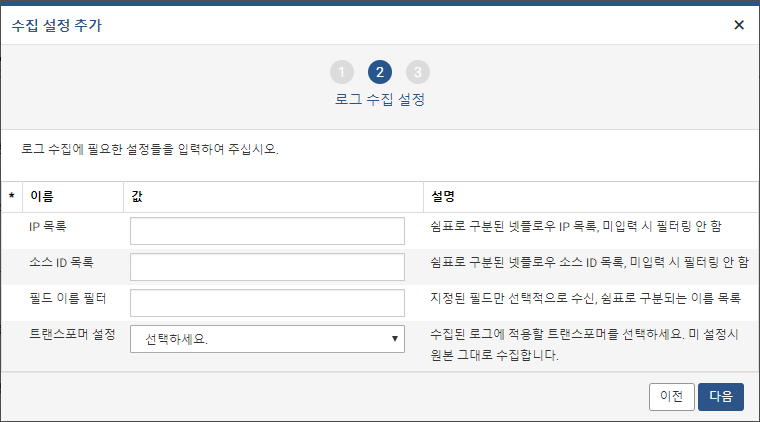 수집 설정 추가 ×
1 2 3
로그 수집 설정
로그 수집에 필요한 설정들을 입력하여 주십시오.
* 이름 값 설명
IP 목록 쉼표로 구분된 넷플로우 IP 목록, 미입력 시 필터링 안 함
소스 ID 목록 쉼표로 구분된 넷플로우 소스 ID 목록, 미입력 시 필터링 안 함
필드 이름 필터 지정된 필드만 선택적으로 수신, 쉼표로 구분되는 이름 목록
트랜스포머 설정 선택하세요. ▼ 수집된 로그에 적용할 트랜스포머를 선택하세요. 미 설정시
원본 그대로 수집합니다.
이전 다음